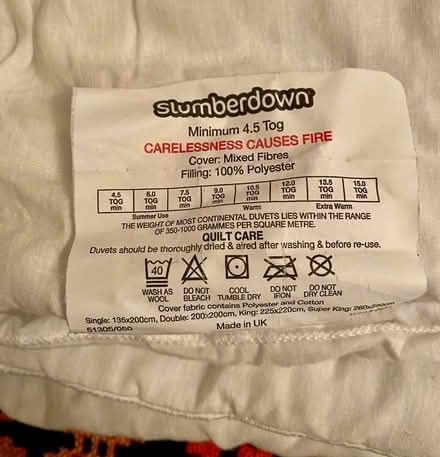 slumberdown
Minimum 4.5 Tog
CARELESSNESS CAUSES FIRE
Cover: Mixed Fibres
Filling: 100% Polyester
4.5 TOG min 6.0 TOG min 7.5 TOG min 9.0 TOG min 10.5 TOG min 12.0 TOG min 13.5 TOG min 15.0 TOG min
Summer Use Warm Extra Warm
THE WEIGHT OF MOST CONTINENTAL DUVETS LIES WITHIN THE RANGE
OF 350-1000 GRAMMES PER SQUARE METRE.
QUILT CARE
Duvets should be thoroughly dried & aired after washing & before re-use.
40
WASH AS DO NOT COOL DO NOT DO NOT
WOOL BLEACH TUMBLE DRY IRON DRY CLEAN
Cover fabric contains Polyester and Cotton
Single: 135x200cm, Double: 200x200cm, King: 225x220cm, Super King:
51305/050 Made in UK